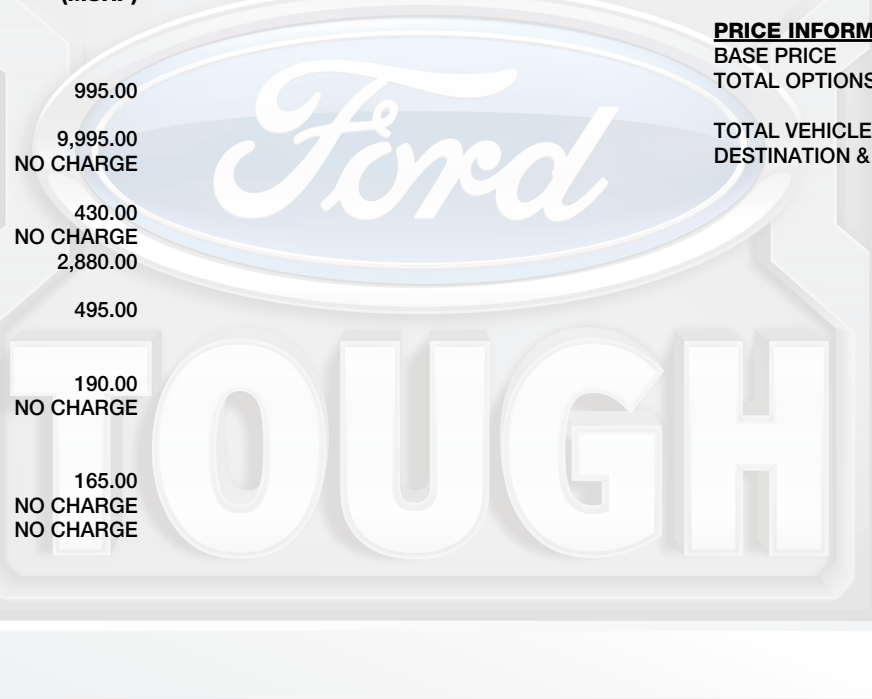 995.00
9,995.00
NO CHARGE
430.00
NO CHARGE
2,880.00
495.00
190.00
NO CHARGE
165.00
NO CHARGE
NO CHARGE
PRICE INFORM
BASE PRICE
TOTAL OPTIONS
TOTAL VEHICLE
DESTINATION &
Ford
TOUGH